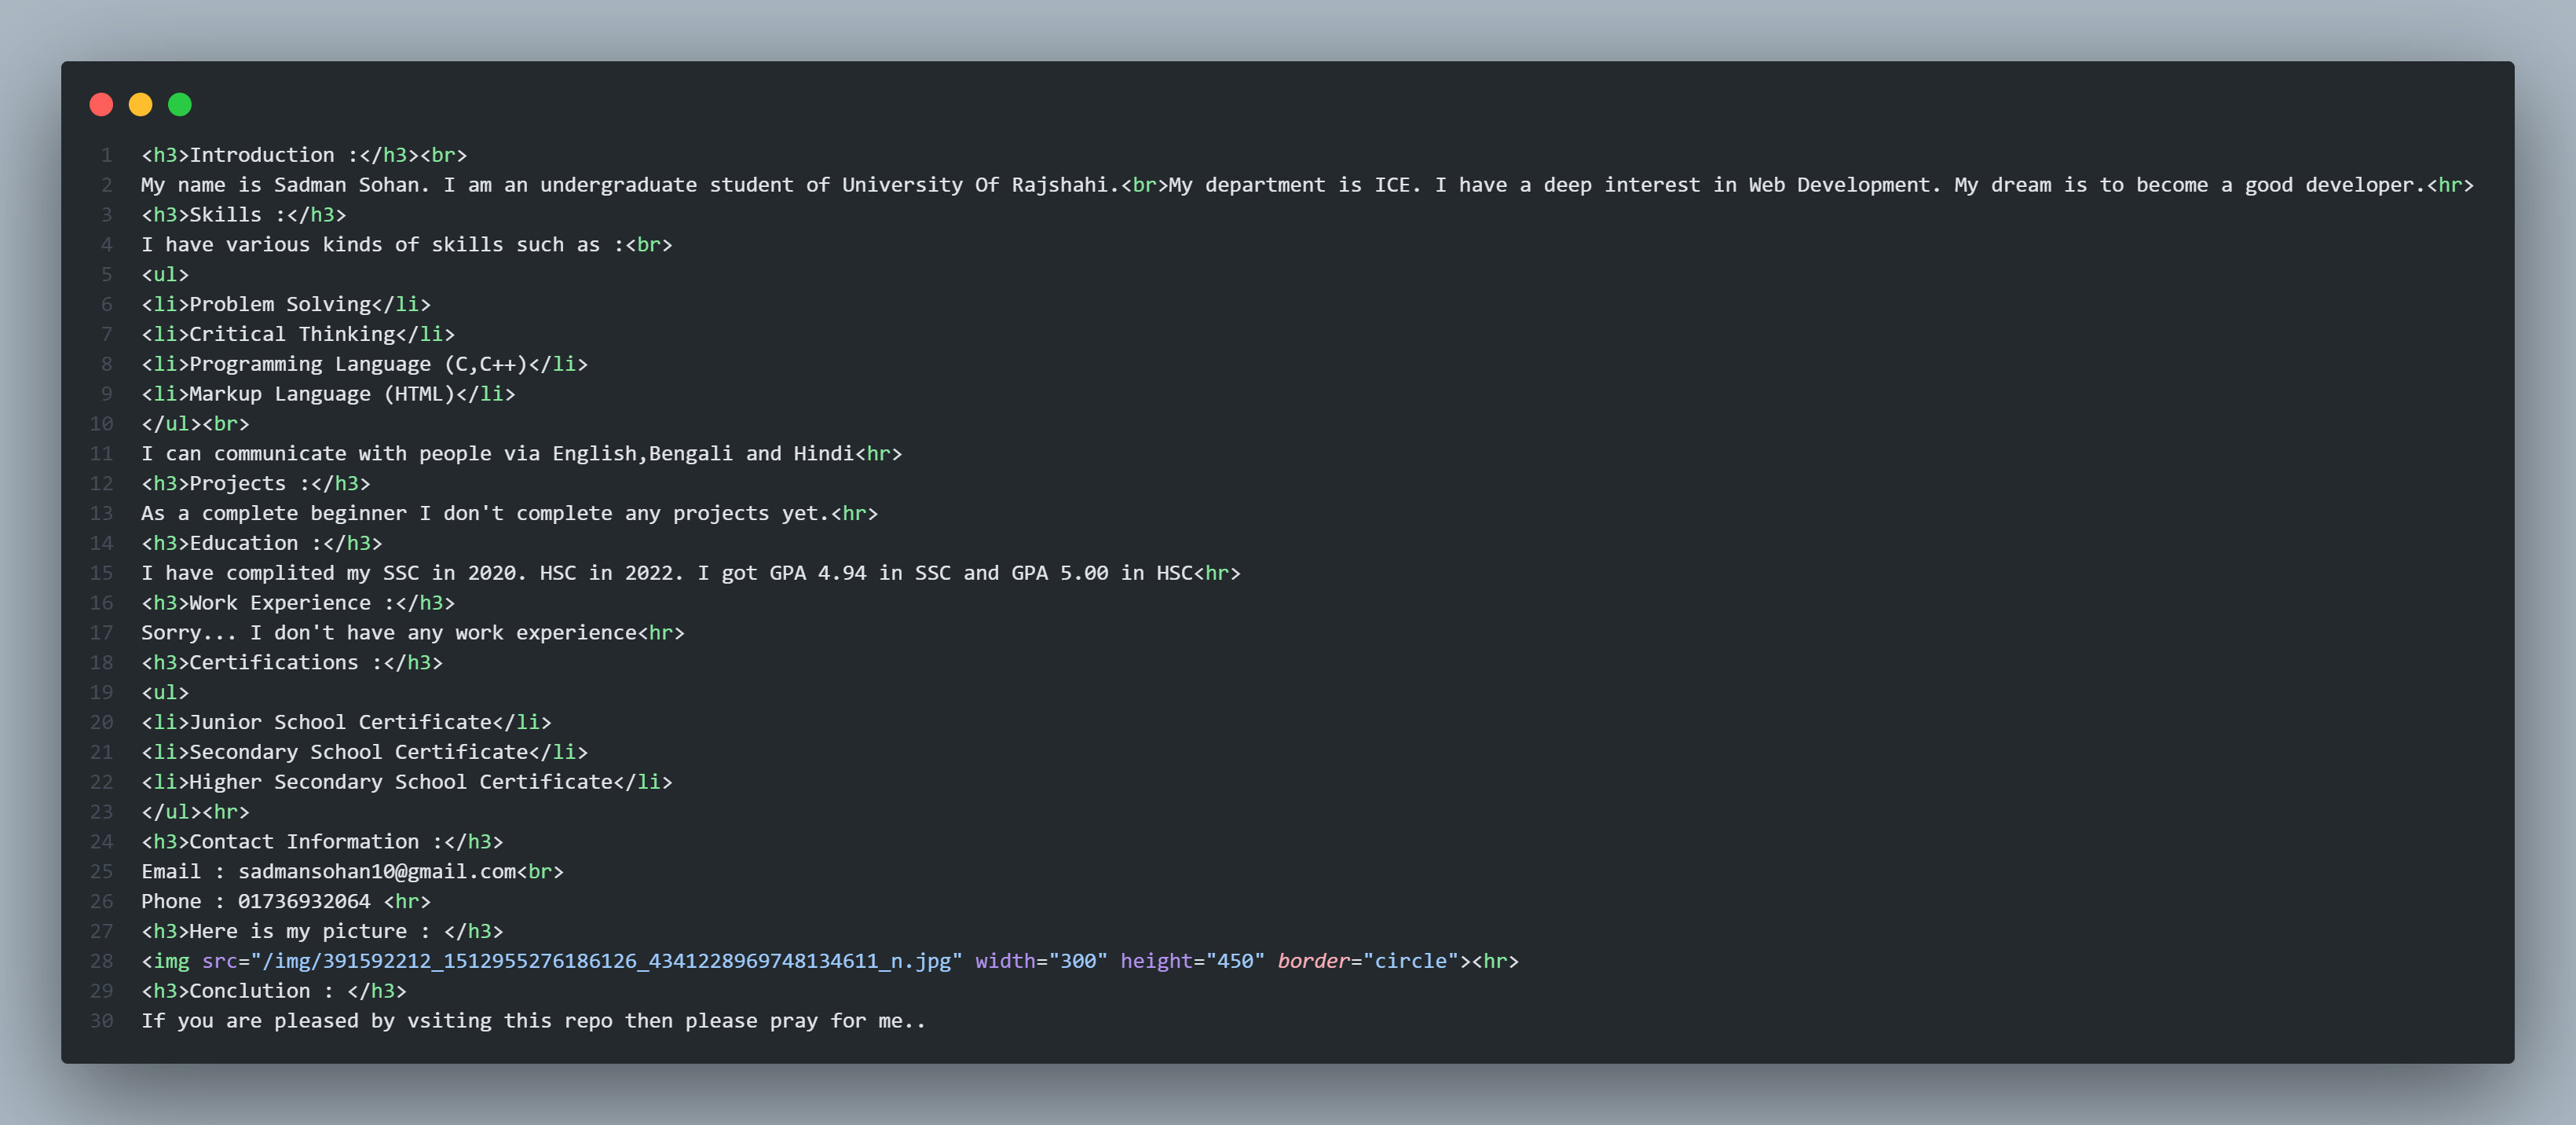 1 <h3>Introduction :</h3><br>
2 My name is Sadman Sohan. I am an undergraduate student of University Of Rajshahi.<br>My department is ICE. I have a deep interest in Web Development. My dream is to become a good developer.<hr>
3 <h3>Skills :</h3>
4 I have various kinds of skills such as :<br>
5 <ul>
6 <li>Problem Solving</li>
7 <li>Critical Thinking</li>
8 <li>Programming Language (C,C++)</li>
9 <li>Markup Language (HTML)</li>
10 </ul><br>
11 I can communicate with people via English,Bengali and Hindi<hr>
12 <h3>Projects :</h3>
13 As a complete beginner I don't complete any projects yet.<hr>
14 <h3>Education :</h3>
15 I have complited my SSC in 2020. HSC in 2022. I got GPA 4.94 in SSC and GPA 5.00 in HSC<hr>
16 <h3>Work Experience :</h3>
17 Sorry... I don't have any work experience<hr>
18 <h3>Certifications :</h3>
19 <ul>
20 <li>Junior School Certificate</li>
21 <li>Secondary School Certificate</li>
22 <li>Higher Secondary School Certificate</li>
23 </ul><hr>
24 <h3>Contact Information :</h3>
25 Email : sadmansohan10@gmail.com<br>
26 Phone : 01736932064 <hr>
27 <h3>Here is my picture : </h3>
28 <img src="/img/391592212_1512955276186126_4341228969748134611_n.jpg" width="300" height="450" border="circle"><hr>
29 <h3>Conclution : </h3>
30 If you are pleased by vsiting this repo then please pray for me..